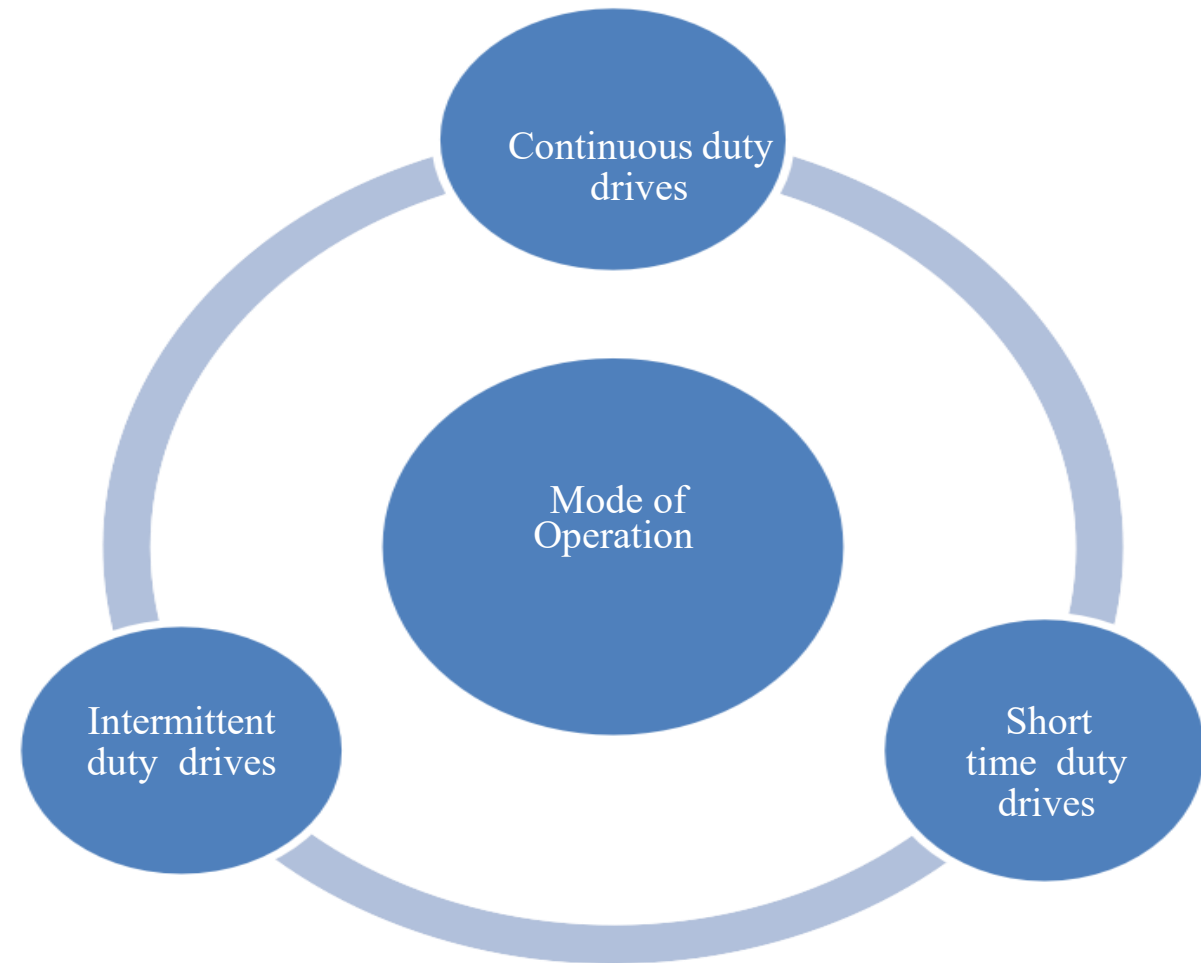 Continuous duty
drives
Mode of
Operation
Intermittent
duty drives
Short
time duty
drives